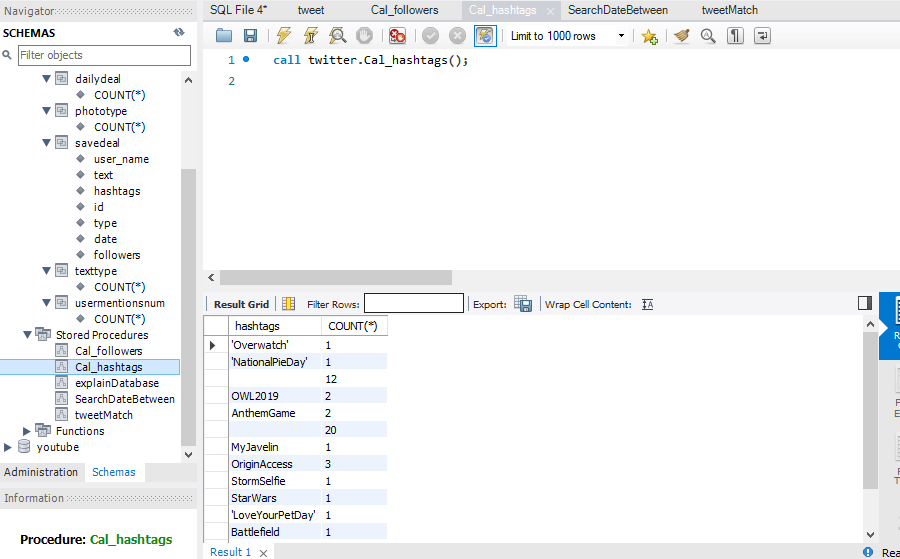 Navigator
SCHEMAS
Filter objects
dailydeal
COUNT(*)
phototype
COUNT(*)
savedeal
user_name
text
hashtags
id
type
date
followers
texttype
COUNT(*)
usermentionsnum
COUNT(*)
Stored Procedures
Cal_followers
Cal_hashtags
explainDatabase
SearchDateBetween
tweetMatch
Functions
youtube
Administration Schemas
Information
Procedure: Cal_hashtags
SQL File 4* tweet Cal_followers Cal_hashtags SearchDateBetween tweetMatch
Limit to 1000 rows
1 call twitter.Cal_hashtags();
2
Result Grid Filter Rows: Export: Wrap Cell Content:
hashtags COUNT(*)
'Overwatch' 1
'NationalPieDay' 1
12
OWL2019 2
AnthemGame 2
20
MyJavelin 1
OriginAccess 3
StormSelfie 1
StarWars 1
'LoveYourPetDay' 1
Battlefield 1
Result 1